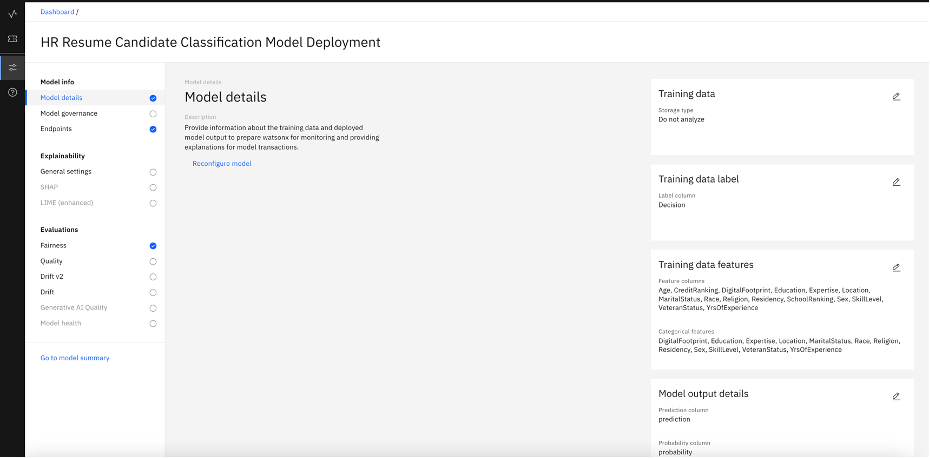 Dashboard /
HR Resume Candidate Classification Model Deployment
Model info
Model details
Model governance
Endpoints
Explainability
General settings
SHAP
LIME (enhanced)
Evaluations
Fairness
Quality
Drift v2
Drift
Generative AI Quality
Model health
Go to model summary
Model details
Model details
Description
Provide information about the training data and deployed
model output to prepare watsonx for monitoring and providing
explanations for model transactions.
Reconfigure model
Training data
Storage type
Do not analyze
Training data label
Label column
Decision
Training data features
Feature columns
Age, CreditRanking, DigitalFootprint, Education, Expertise, Location,
MaritalStatus, Race, Religion, Residency, SchoolRanking, Sex, SkillLevel,
VeteranStatus, YrsOfExperience
Categorical features
DigitalFootprint, Education, Expertise, Location, MaritalStatus, Race, Religion,
Residency, Sex, SkillLevel, VeteranStatus, YrsOfExperience
Model output details
Prediction column
prediction
Probability column
probability